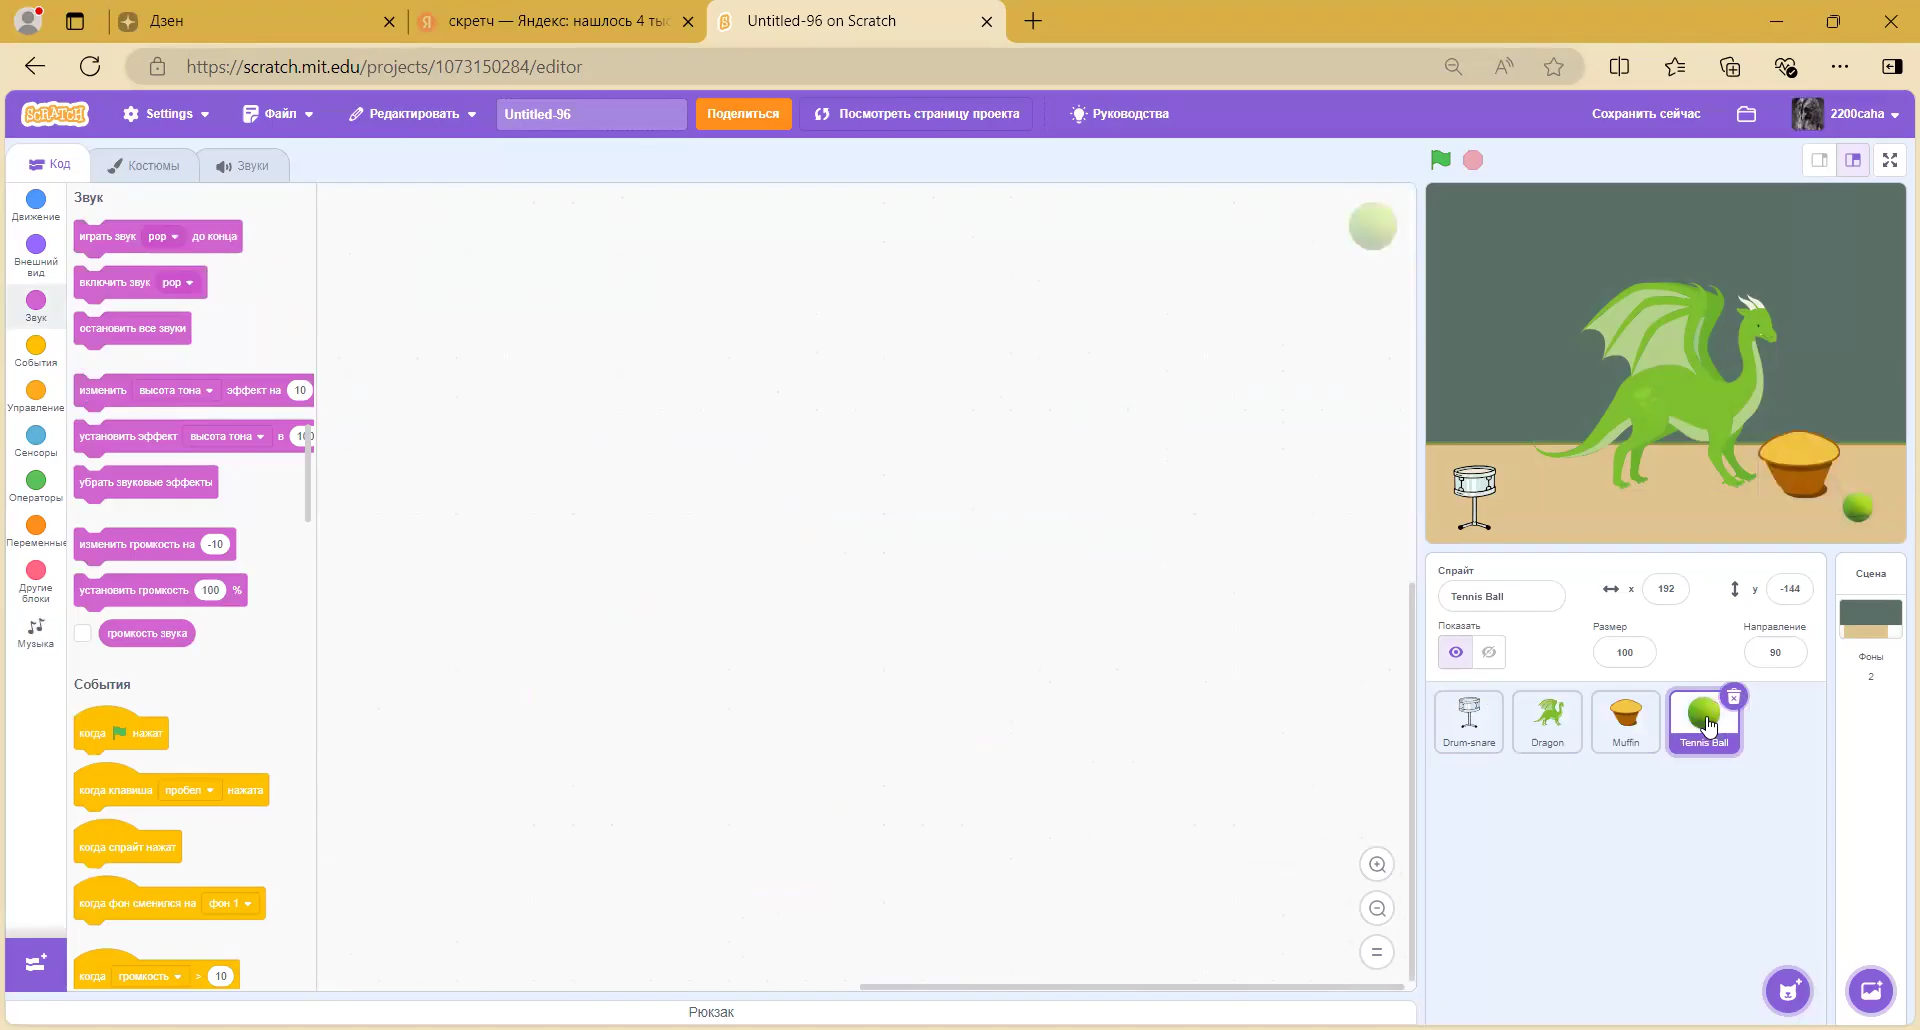 Дзен
скретч — Яндекс: нашлось 4 тыс
Untitled-96 on Scratch
https://scratch.mit.edu/projects/1073150284/editor
SCRATCH
Settings
Файл
Редактировать
Untitled-96
Поделиться
Посмотреть страницу проекта
Руководства
Сохранить сейчас
2200caha
Код
Костюмы
Звуки
Движение
Внешний
вид
Звук
События
Управление
Сенсоры
Операторы
Переменные
Другие
блоки
Музыка
Звук
играть звук pop до конца
включить звук pop
остановить все звуки
изменить высота тона эффект на 10
установить эффект высота тона в 100
убрать звуковые эффекты
изменить громкость на -10
установить громкость 100 %
громкость звука
События
когда нажат
когда клавиша пробел нажата
когда спрайт нажат
когда фон сменился на фон 1
когда громкость > 10
Рюкзак
Спрайт
Tennis Ball
x 192
y -144
Показать
Размер
100
Направление
90
Drum-snare
Dragon
Muffin
Tennis Ball
Сцена
Фоны
2